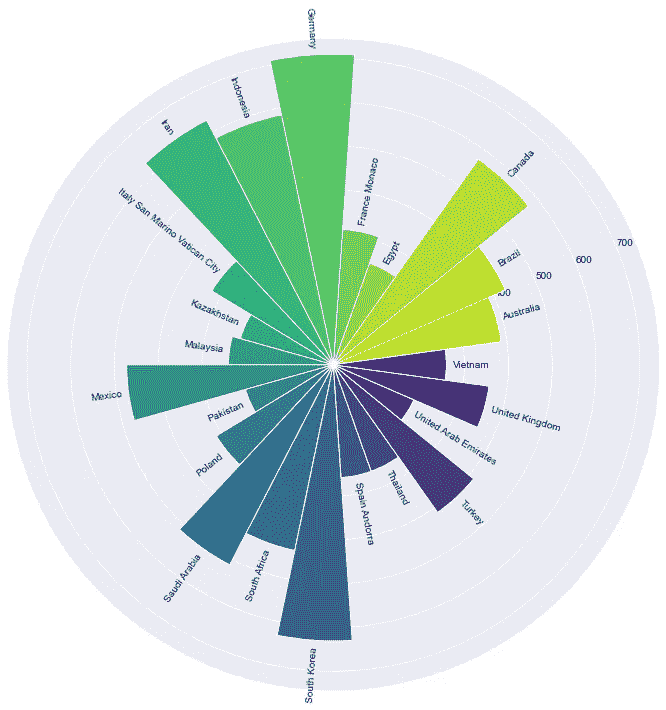 Germany
Indonesia
Iran
Italy San Marino Vatican City
Kazakhstan
Malaysia
Mexico
Pakistan
Poland
Saudi Arabia
South Africa
South Korea
Spain Andorra
Thailand
Turkey
United Arab Emirates
United Kingdom
Vietnam
Australia
Brazil
Canada
Egypt
France Monaco
500
600
700